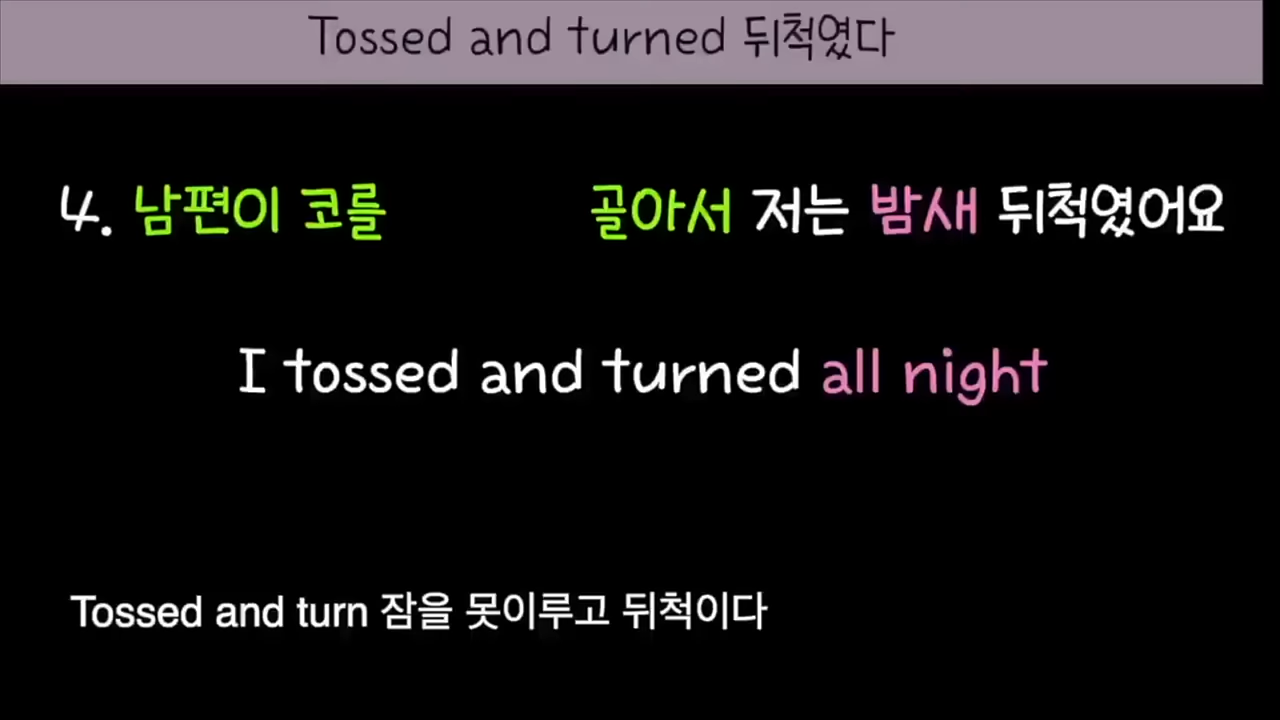 Tossed and turned 뒤척였다
4. 남편이 코를 골아서 저는 밤새 뒤척였어요
I tossed and turned all night
Tossed and turn 잠을 못이루고 뒤척이다